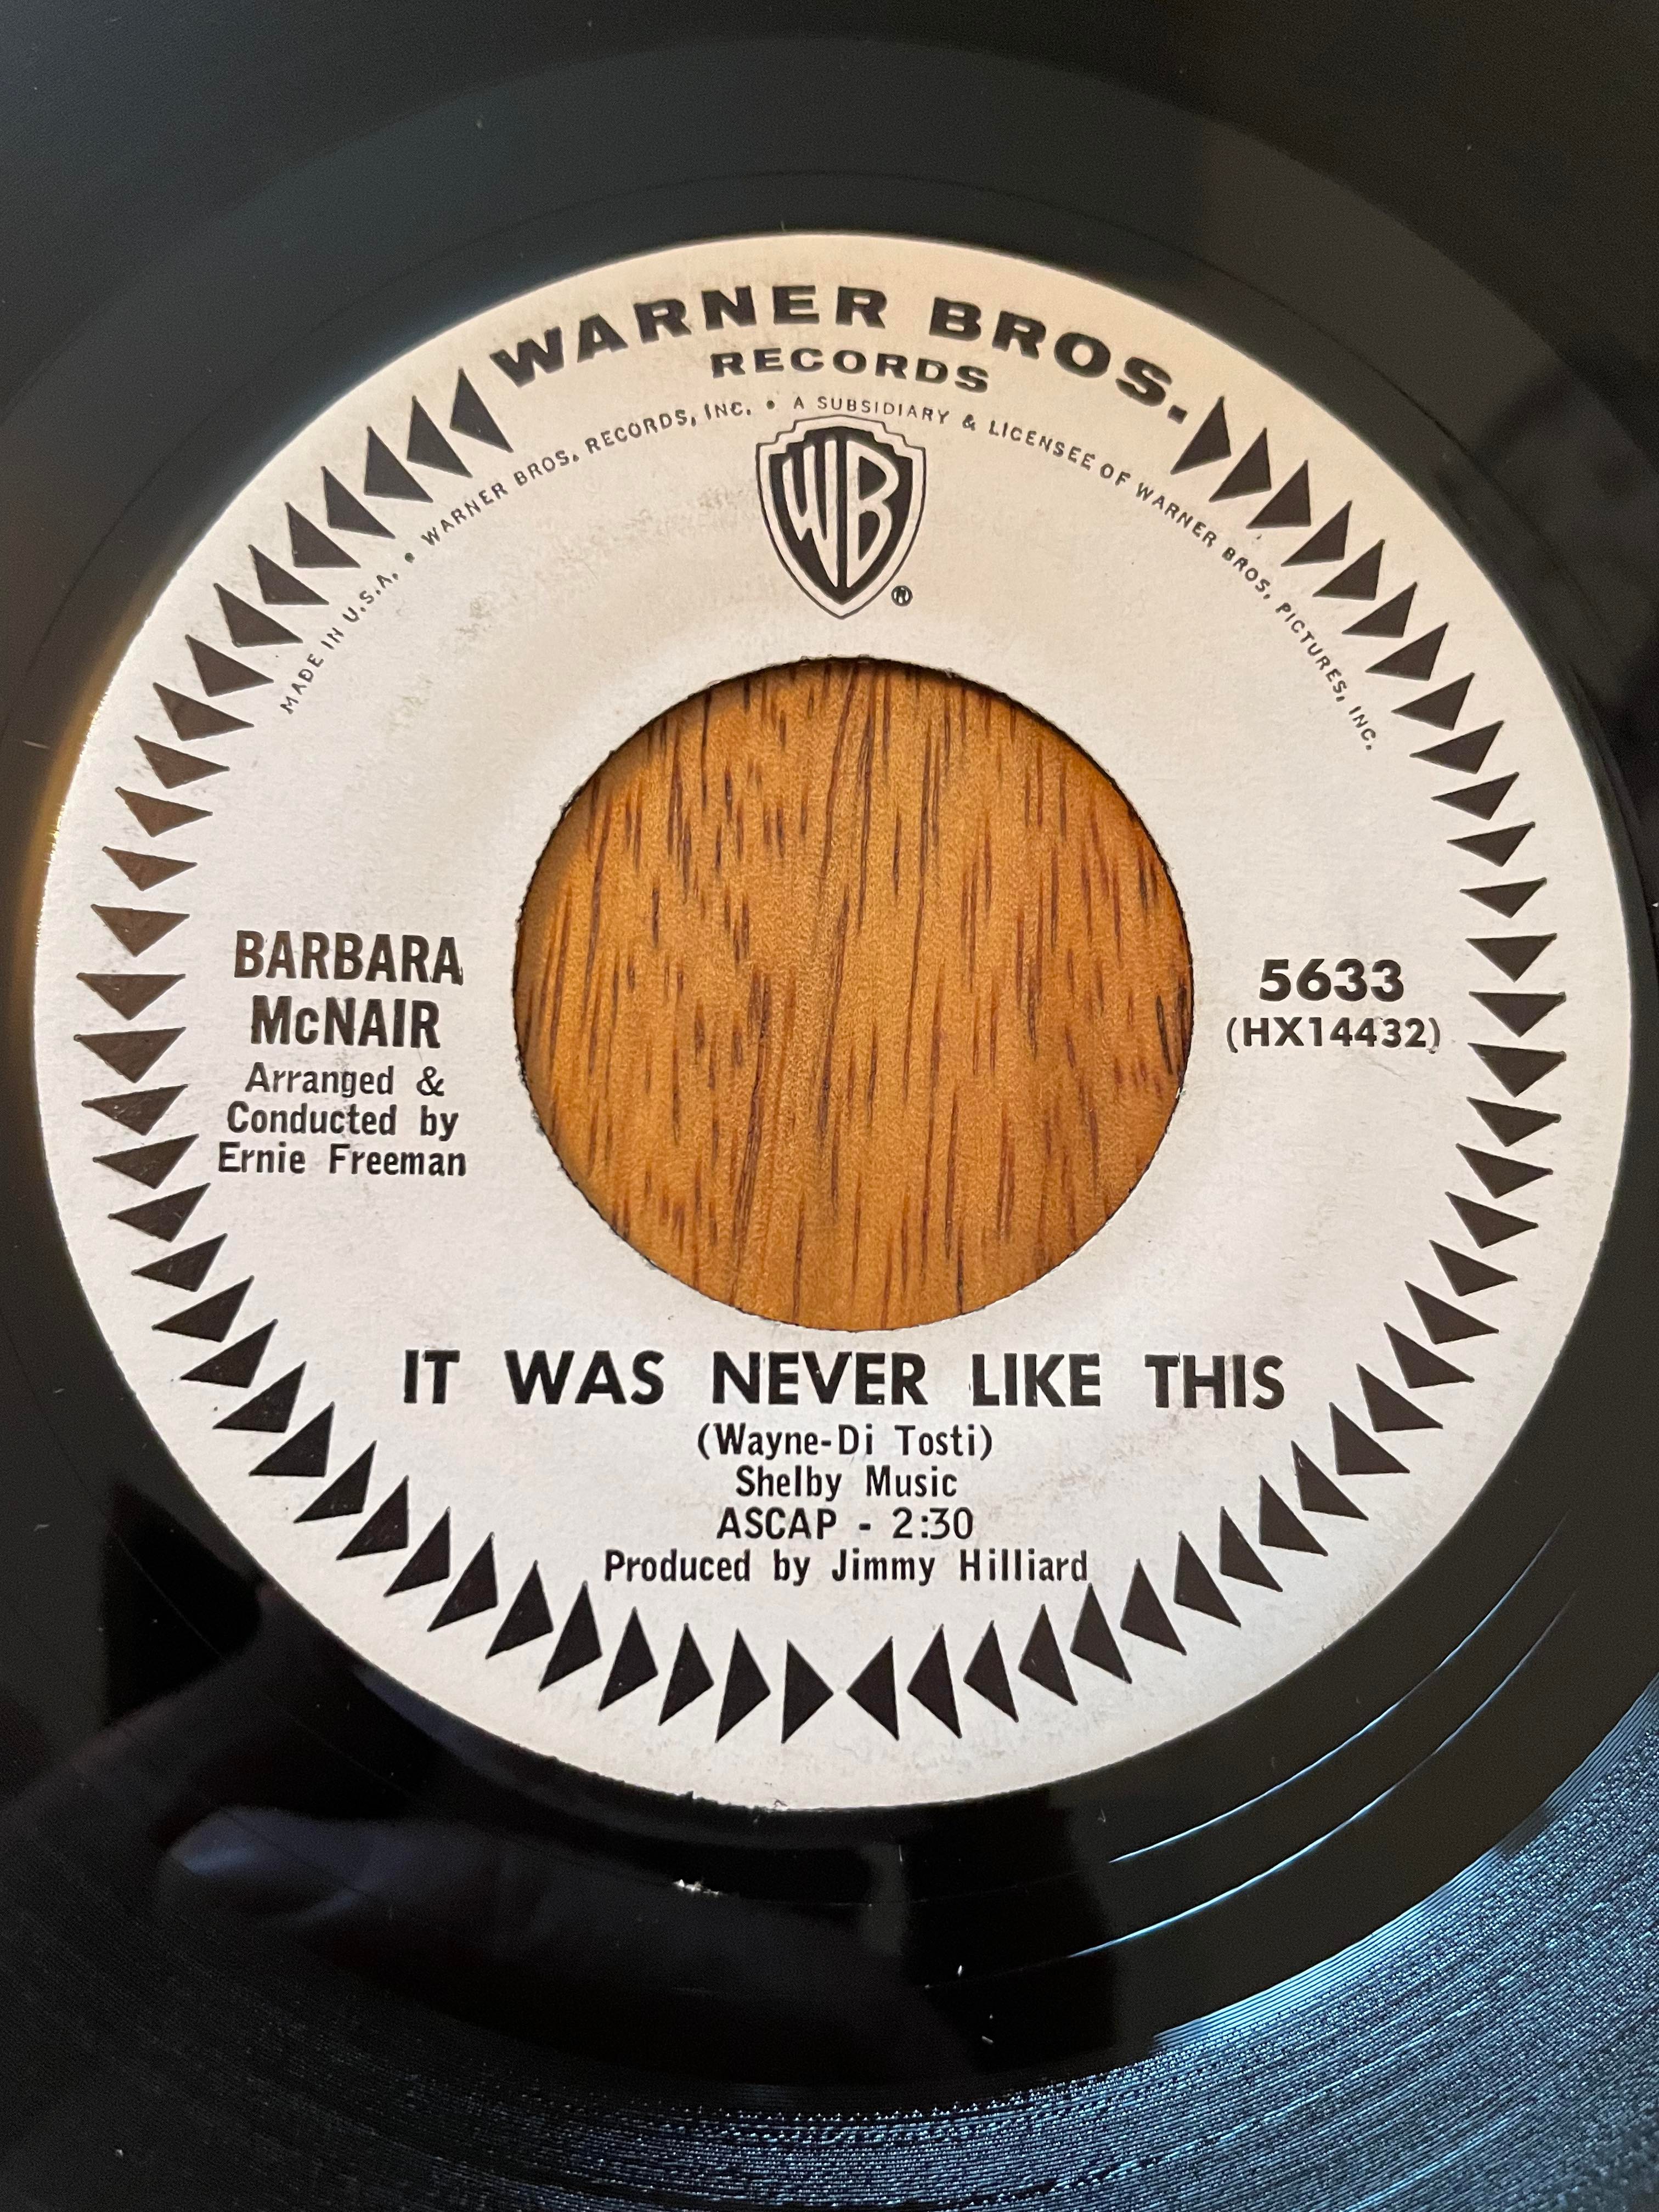 WARNER BROS.
RECORDS
MADE IN U.S.A. • WARNER BROS. RECORDS, INC. • A SUBSIDIARY & LICENSEE OF WARNER BROS. PICTURES, INC.
WB
®
BARBARA
McNAIR
Arranged &
Conducted by
Ernie Freeman
5633
(HX14432)
IT WAS NEVER LIKE THIS
(Wayne-Di Tosti)
Shelby Music
ASCAP - 2:30
Produced by Jimmy Hilliard